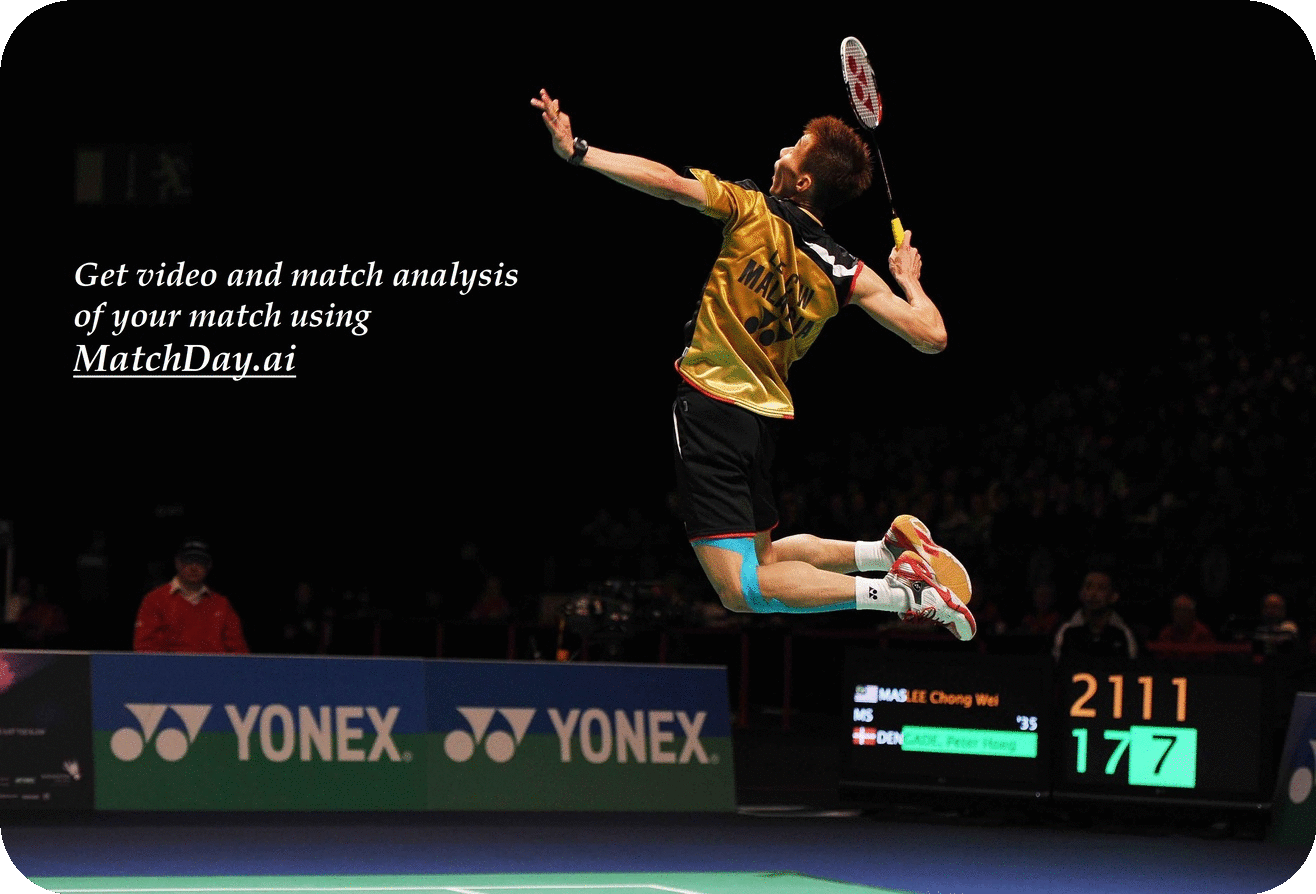 Get video and match analysis
of your match using
MatchDay.ai
MALAYSIA
YONEX
YONEX
MAS LEE Chong Wei
MS
'35
DEN GADE, Peter Hoeg
21 11
17 7